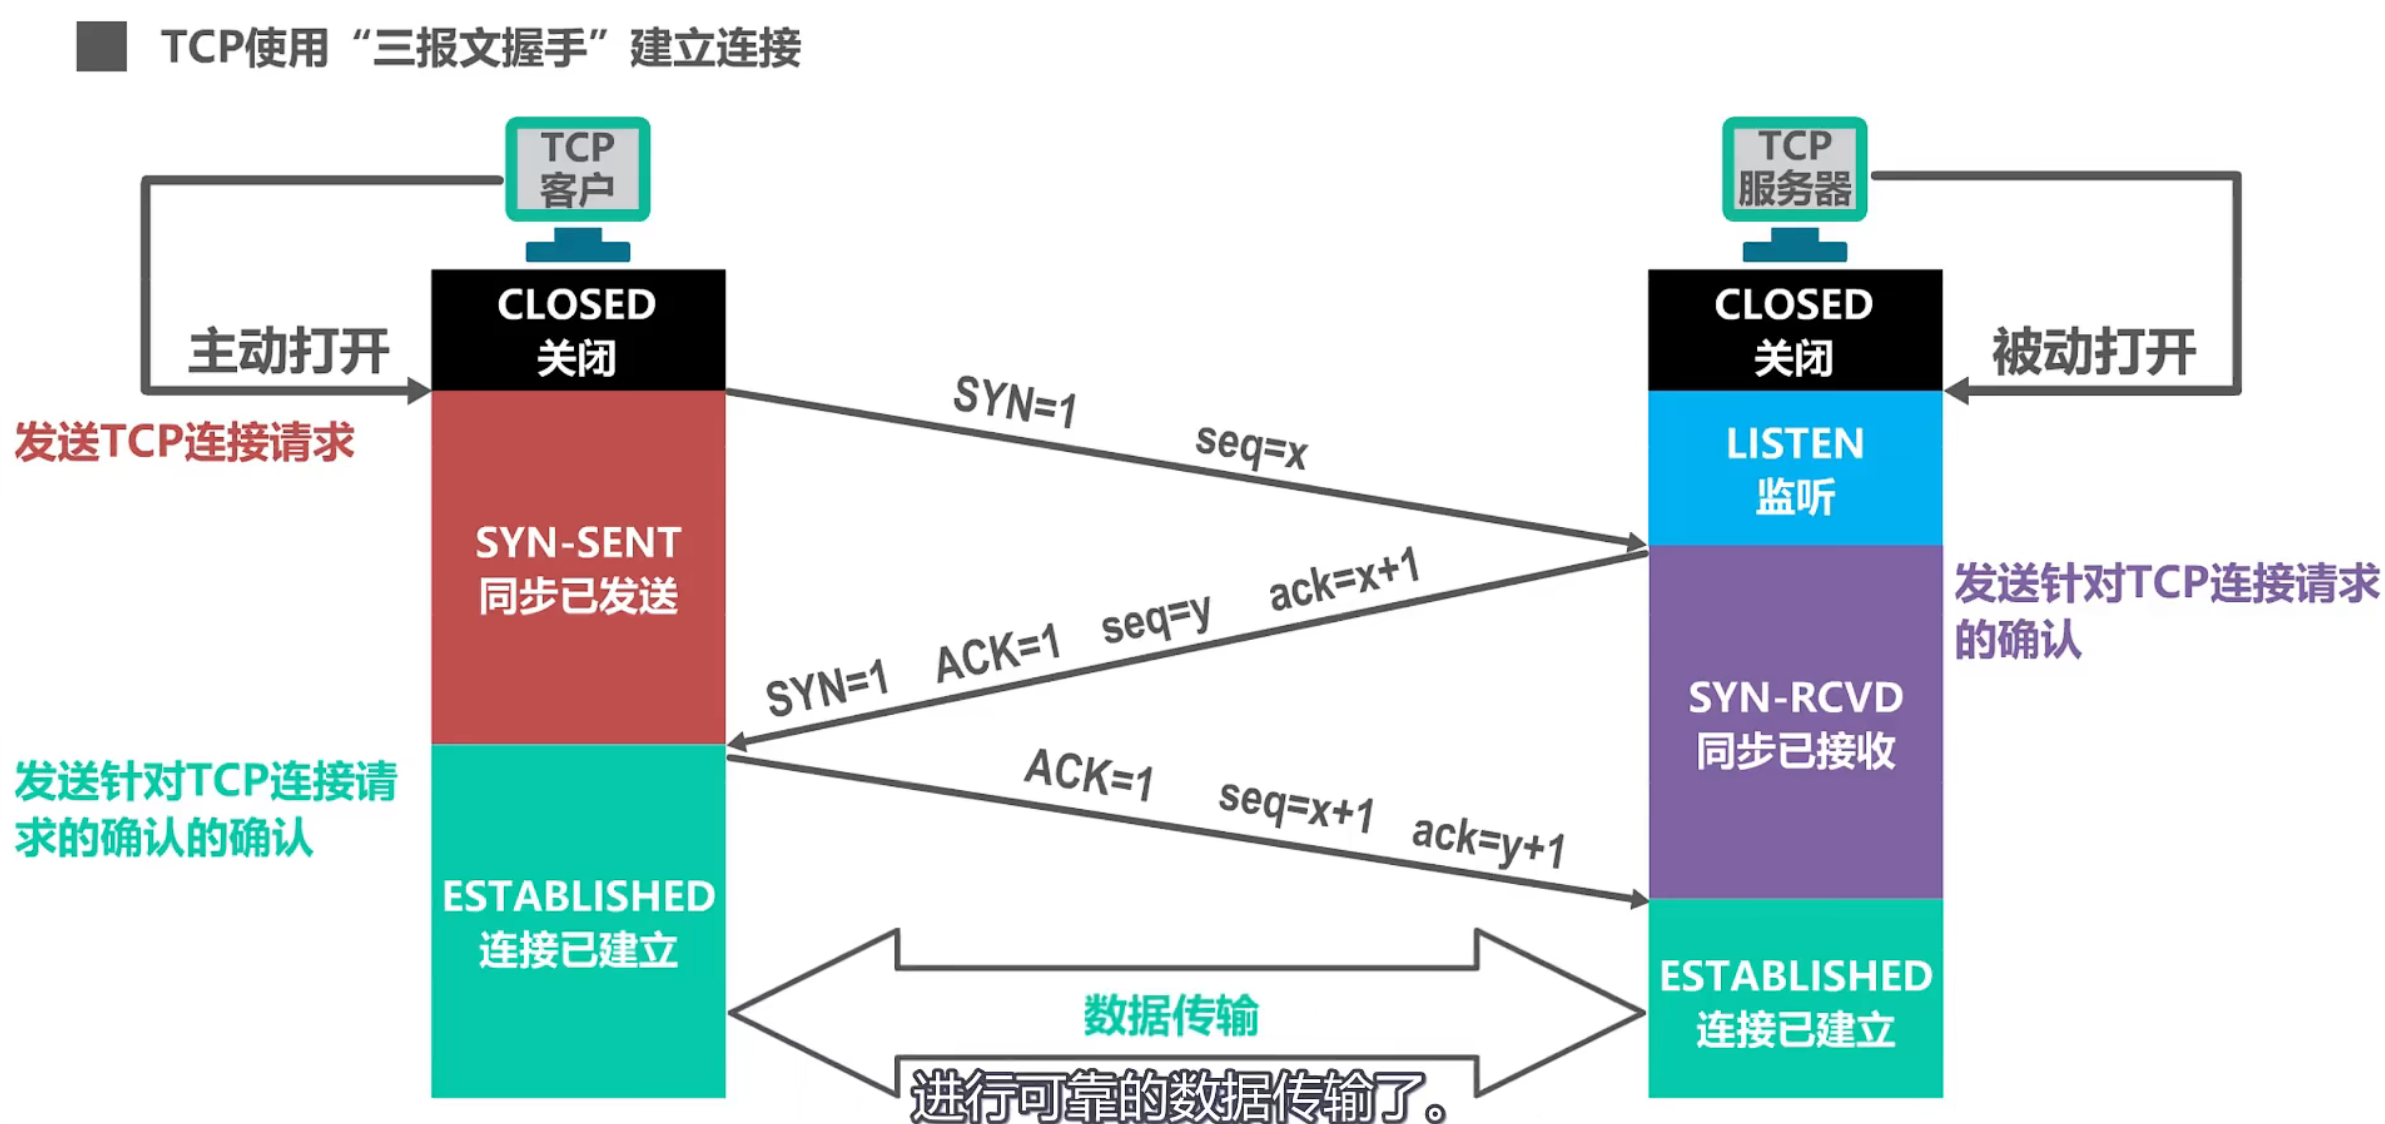 TCP使用“三报文握手”建立连接
TCP
客户
TCP
服务器
CLOSED
关闭
CLOSED
关闭
主动打开
被动打开
SYN=1 seq=x
发送TCP连接请求
LISTEN
监听
SYN-SENT
同步已发送
发送针对TCP连接请求
的确认
SYN=1 ACK=1 seq=y ack=x+1
SYN-RCVD
同步已接收
发送针对TCP连接请
求的确认的确认
ACK=1 seq=x+1 ack=y+1
ESTABLISHED
连接已建立
ESTABLISHED
连接已建立
数据传输
进行可靠的数据传输了。